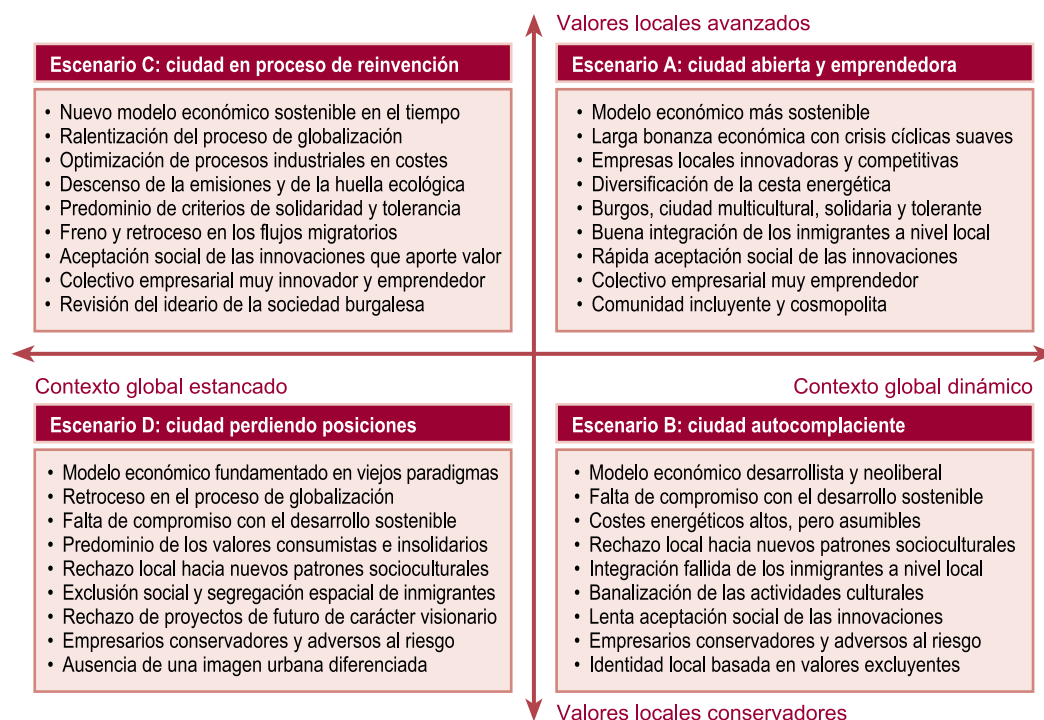 Valores locales avanzados
Escenario C: ciudad en proceso de reinvención
• Nuevo modelo económico sostenible en el tiempo
• Ralentización del proceso de globalización
• Optimización de procesos industriales en costes
• Descenso de la emisiones y de la huella ecológica
• Predominio de criterios de solidaridad y tolerancia
• Freno y retroceso en los flujos migratorios
• Aceptación social de las innovaciones que aporte valor
• Colectivo empresarial muy innovador y emprendedor
• Revisión del ideario de la sociedad burgalesa
Escenario A: ciudad abierta y emprendedora
• Modelo económico más sostenible
• Larga bonanza económica con crisis cíclicas suaves
• Empresas locales innovadoras y competitivas
• Diversificación de la cesta energética
• Burgos, ciudad multicultural, solidaria y tolerante
• Buena integración de los inmigrantes a nivel local
• Rápida aceptación social de las innovaciones
• Colectivo empresarial muy emprendedor
• Comunidad incluyente y cosmopolita
Contexto global estancado
Contexto global dinámico
Escenario D: ciudad perdiendo posiciones
• Modelo económico fundamentado en viejos paradigmas
• Retroceso en el proceso de globalización
• Falta de compromiso con el desarrollo sostenible
• Predominio de los valores consumistas e insolidarios
• Rechazo local hacia nuevos patrones socioculturales
• Exclusión social y segregación espacial de inmigrantes
• Rechazo de proyectos de futuro de carácter visionario
• Empresarios conservadores y adversos al riesgo
• Ausencia de una imagen urbana diferenciada
Escenario B: ciudad autocomplaciente
• Modelo económico desarrollista y neoliberal
• Falta de compromiso con el desarrollo sostenible
• Costes energéticos altos, pero asumibles
• Rechazo local hacia nuevos patrones socioculturales
• Integración fallida de los inmigrantes a nivel local
• Banalización de las actividades culturales
• Lenta aceptación social de las innovaciones
• Empresarios conservadores y adversos al riesgo
• Identidad local basada en valores excluyentes
Valores locales conservadores